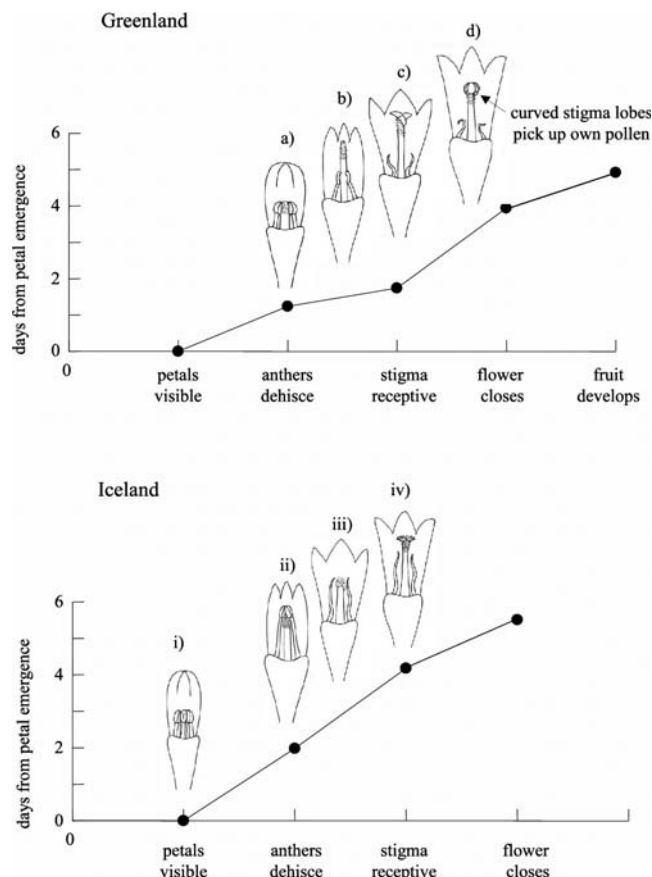 Greenland
d)
c)
b)
a)
curved stigma lobes
pick up own pollen
days from petal emergence
6
4
2
0
0
petals visible
anthers dehisce
stigma receptive
flower closes
fruit develops
Iceland
iv)
iii)
ii)
i)
days from petal emergence
6
4
2
0
0
petals visible
anthers dehisce
stigma receptive
flower closes